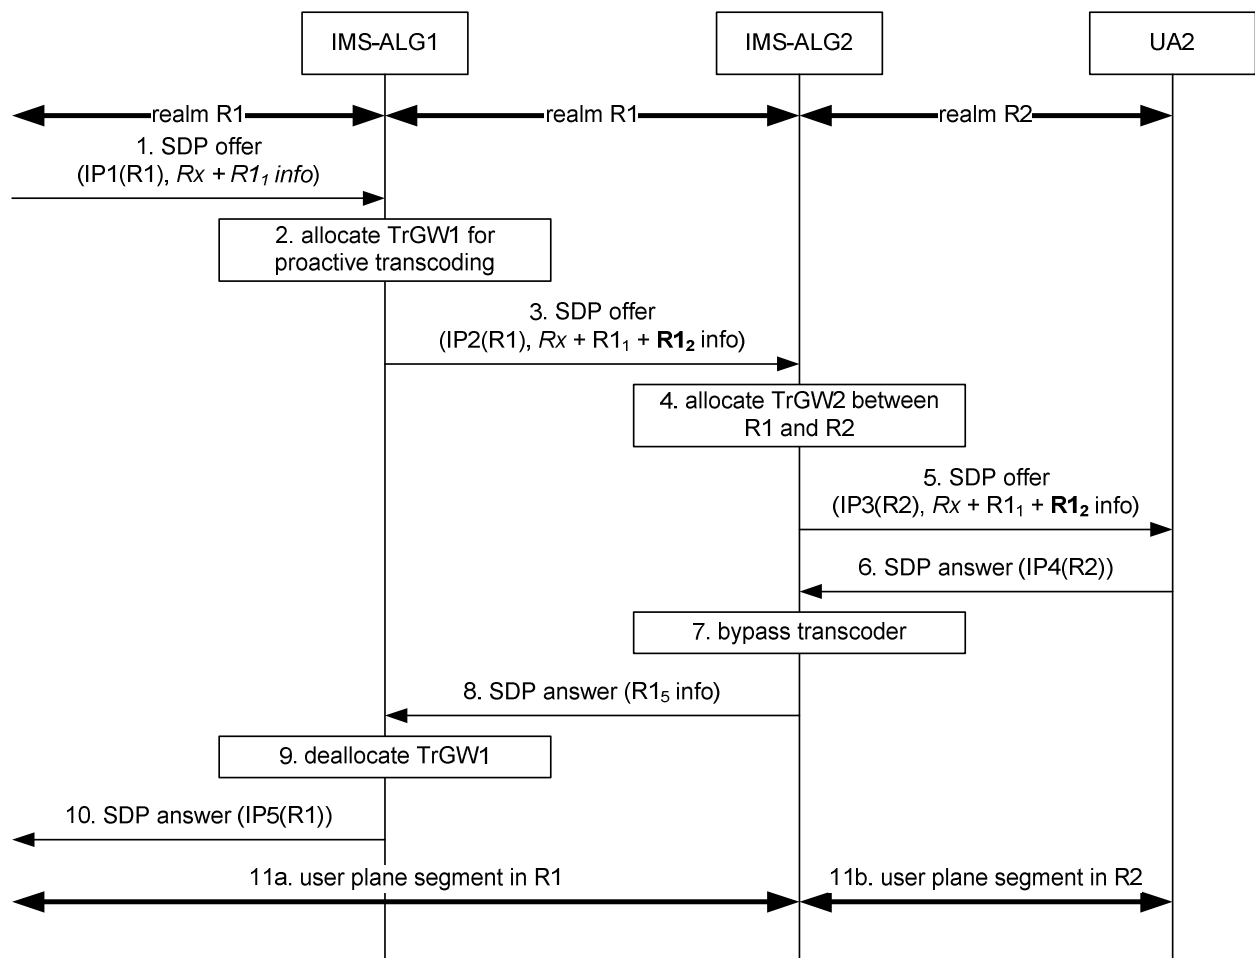 IMS-ALG1
IMS-ALG2
UA2
realm R1
realm R1
realm R2
1. SDP offer
(IP1(R1), Rx + R1₁ info)
2. allocate TrGW1 for
proactive transcoding
3. SDP offer
(IP2(R1), Rx + R1₁ + R1₂ info)
4. allocate TrGW2 between
R1 and R2
5. SDP offer
(IP3(R2), Rx + R1₁ + R1₂ info)
6. SDP answer (IP4(R2))
7. bypass transcoder
8. SDP answer (R1₅ info)
9. deallocate TrGW1
10. SDP answer (IP5(R1))
11a. user plane segment in R1
11b. user plane segment in R2